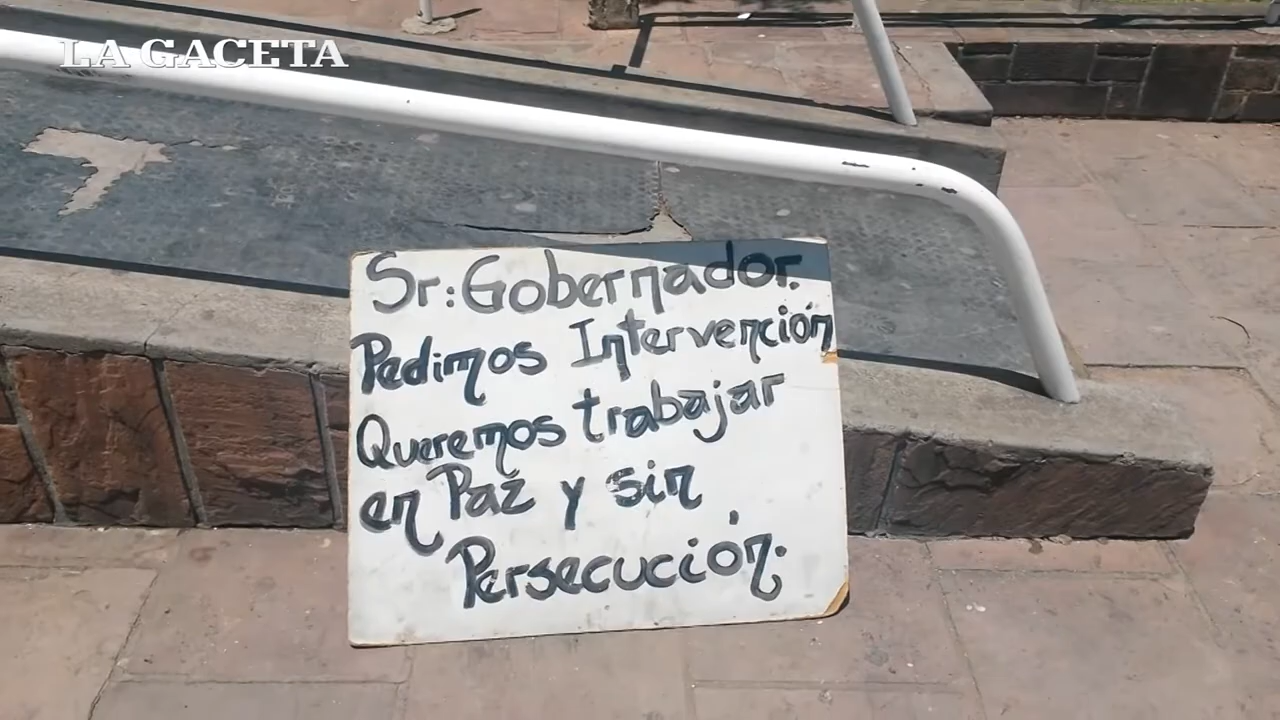 LA GACETA
Sr: Gobernador.
Pedimos Intervención
Queremos trabajar
en Paz y sin
Persecución.